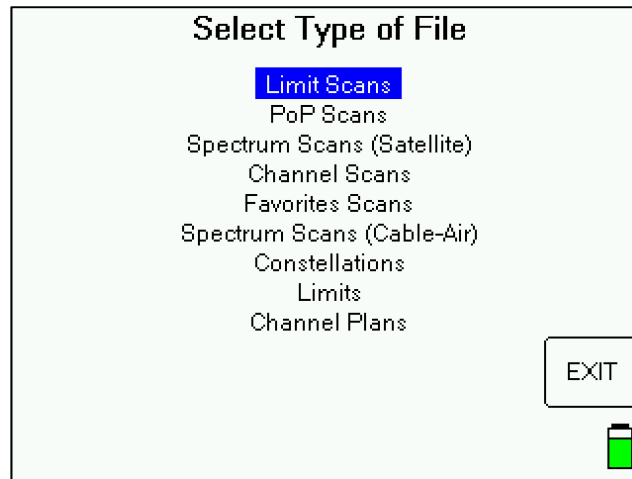 Select Type of File
Limit Scans
PoP Scans
Spectrum Scans (Satellite)
Channel Scans
Favorites Scans
Spectrum Scans (Cable-Air)
Constellations
Limits
Channel Plans
EXIT